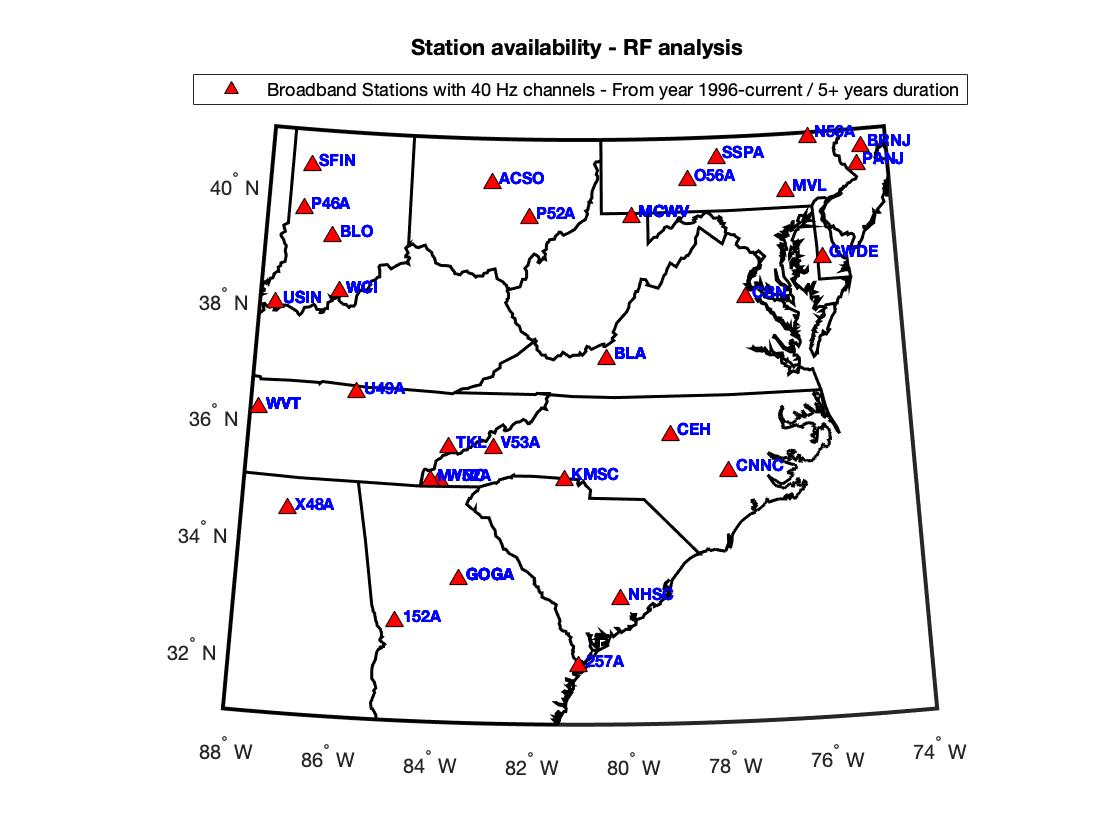 Station availability - RF analysis
Broadband Stations with 40 Hz channels - From year 1996-current / 5+ years duration
N59A
BRNJ
SSPA
PANJ
SFIN
40° N
ACSO
O56A
MVL
P46A
P52A
MCWV
BLO
GWDE
WCI
CBN
USIN
38° N
BLA
U49A
WVT
36° N
CEH
TKL
V53A
CNNC
KMSC
X48A
34° N
GOGA
NHSC
152A
32° N
257A
88° W
86° W
84° W
82° W
80° W
78° W
76° W
74° W